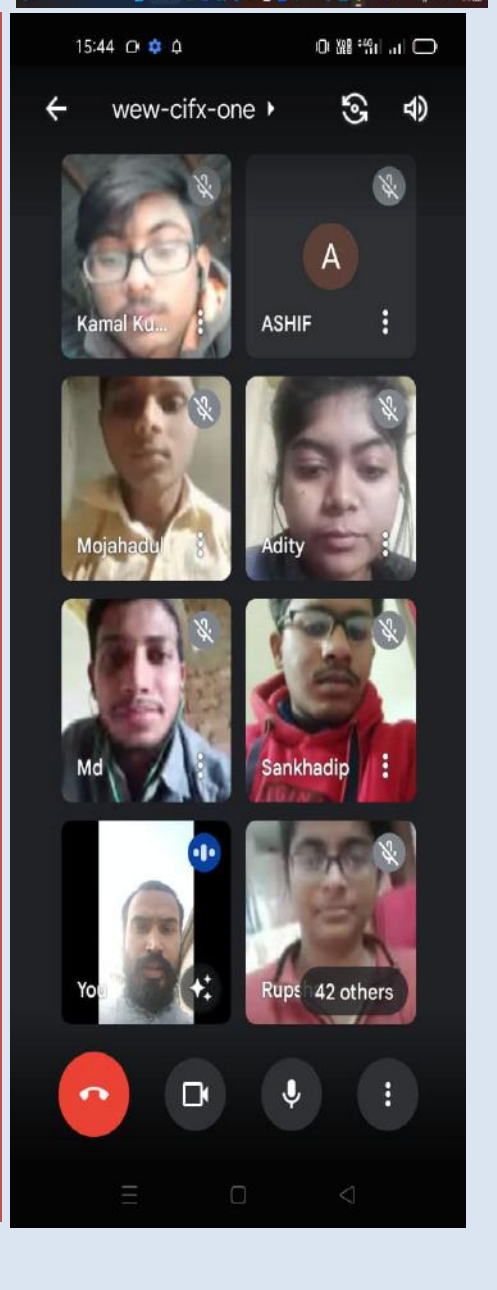 15:44
wew-cifx-one
Kamal Ku...
A
ASHIF
Mojahadul
Adity
Md
Sankhadip
You
Rups
42 others